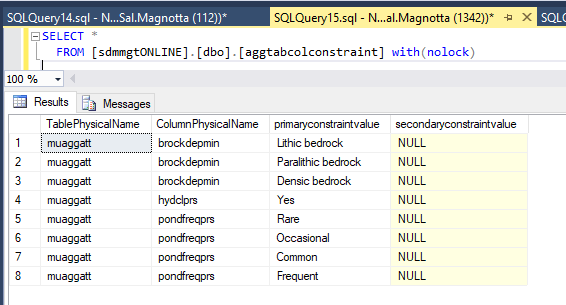 SQLQuery14.sql - N...Sal.Magnotta (112))* SQLQuery15.sql - N...al.Magnotta (1342))* SQLQ
SELECT *
FROM [sdmmgtONLINE].[dbo].[aggtabcolconstraint] with(nolock)
100 %
Results Messages
TablePhysicalName ColumnPhysicalName primaryconstraintvalue secondaryconstraintvalue
1 muaggatt brockdepmin Lithic bedrock NULL
2 muaggatt brockdepmin Paralithic bedrock NULL
3 muaggatt brockdepmin Densic bedrock NULL
4 muaggatt hydclprs Yes NULL
5 muaggatt pondfreqprs Rare NULL
6 muaggatt pondfreqprs Occasional NULL
7 muaggatt pondfreqprs Common NULL
8 muaggatt pondfreqprs Frequent NULL